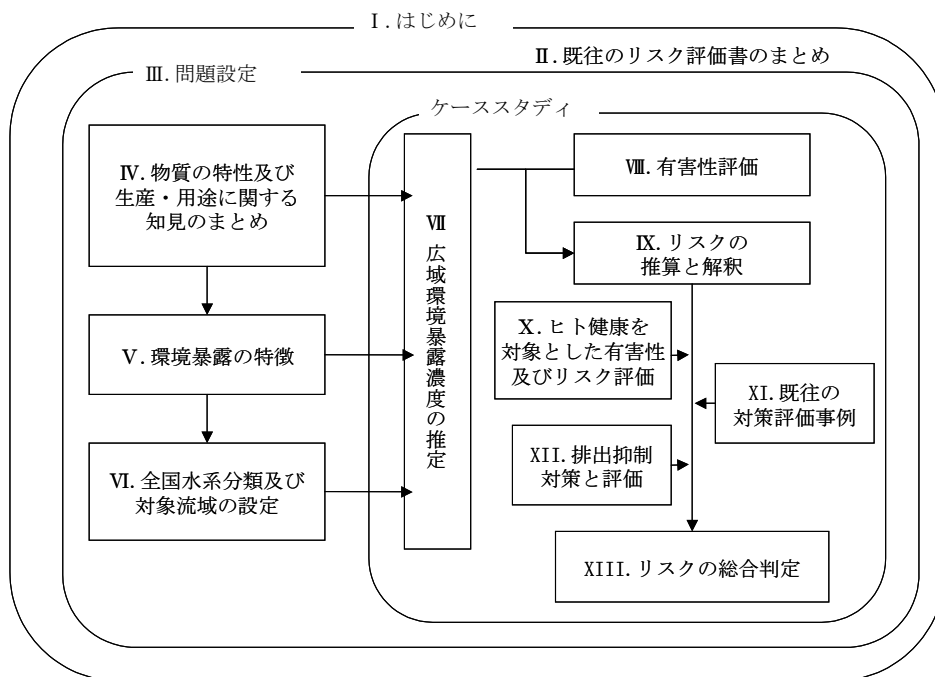 Ⅰ.はじめに
Ⅱ.既往のリスク評価書のまとめ
Ⅲ.問題設定
ケーススタディ
Ⅳ.物質の特性及び
生産・用途に関する
知見のまとめ
Ⅴ.環境暴露の特徴
Ⅵ.全国水系分類及び
対象流域の設定
Ⅶ
広域環境暴露濃度の推定
Ⅷ.有害性評価
Ⅸ.リスクの
推算と解釈
Ⅹ.ヒト健康を
対象とした有害性
及びリスク評価
XI.既往の
対策評価事例
XII.排出抑制
対策と評価
XIII.リスクの総合判定